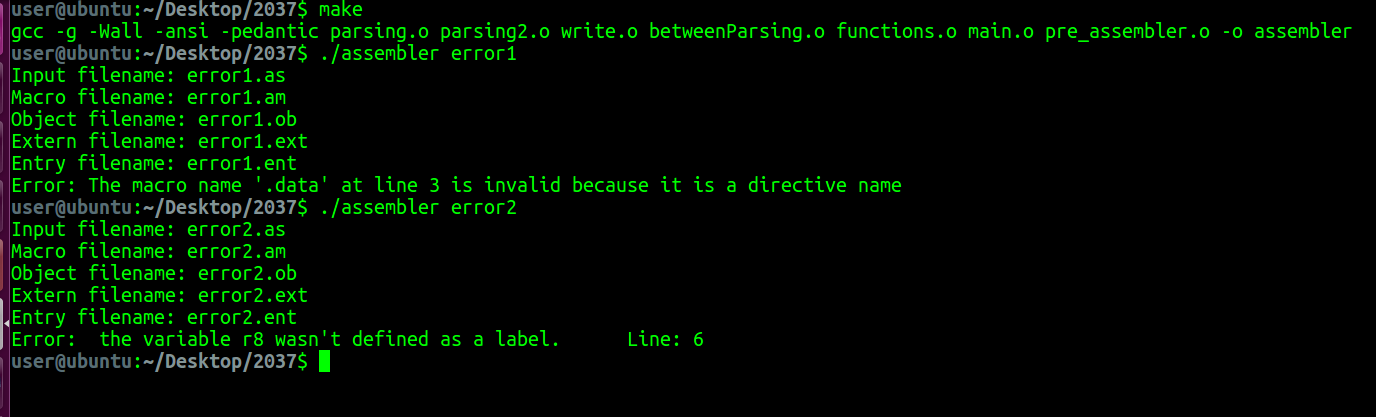 user@ubuntu:~/Desktop/2037$ make
gcc -g -Wall -ansi -pedantic parsing.o parsing2.o write.o betweenParsing.o functions.o main.o pre_assembler.o -o assembler
user@ubuntu:~/Desktop/2037$ ./assembler error1
Input filename: error1.as
Macro filename: error1.am
Object filename: error1.ob
Extern filename: error1.ext
Entry filename: error1.ent
Error: The macro name '.data' at line 3 is invalid because it is a directive name
user@ubuntu:~/Desktop/2037$ ./assembler error2
Input filename: error2.as
Macro filename: error2.am
Object filename: error2.ob
Extern filename: error2.ext
Entry filename: error2.ent
Error:  the variable r8 wasn't defined as a label.      Line: 6
user@ubuntu:~/Desktop/2037$